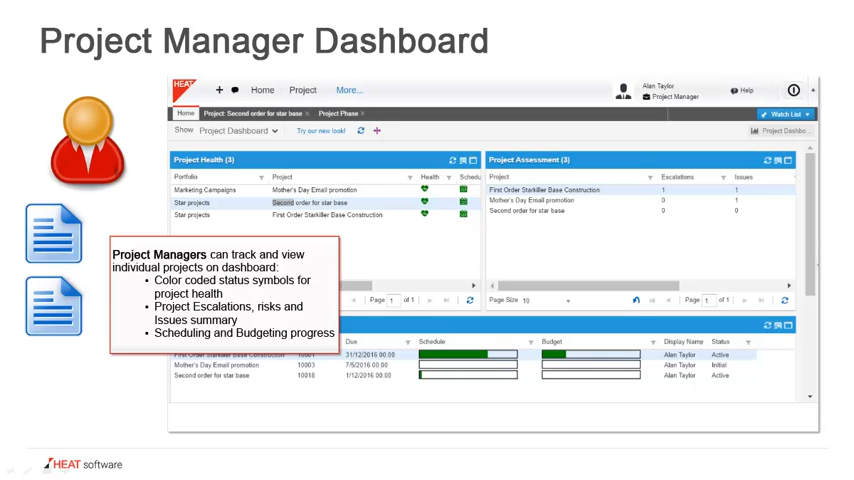 Project Manager Dashboard
HEAT
Home Project More...
Alan Taylor
Project Manager
Help
Home Project: Second order for star base × Project Phase ×
Watch List
Show Project Dashboard Try our new look!
Project Dashbo...
Project Health (3)
Portfolio Project Health Schedu
Marketing Campaigns Mother's Day Email promotion
Star projects Second order for star base
Star projects First Order Starkiller Base Construction
Page 1 of 1
Project Assessment (3)
Project Escalations Issues
First Order Starkiller Base Construction 1 1
Mother's Day Email promotion 0 1
Second order for star base 0 0
Page Size 10 Page 1 of 1
Project Managers can track and view
individual projects on dashboard:
• Color coded status symbols for
project health
• Project Escalations, risks and
Issues summary
• Scheduling and Budgeting progress
Due Schedule Budget Display Name Status
First Order Starkiller Base Construction 10001 31/12/2016 00:00 Alan Taylor Active
Mother's Day Email promotion 10003 7/5/2016 00:00 Alan Taylor Initial
Second order for star base 10018 1/12/2016 00:00 Alan Taylor Active
HEAT software